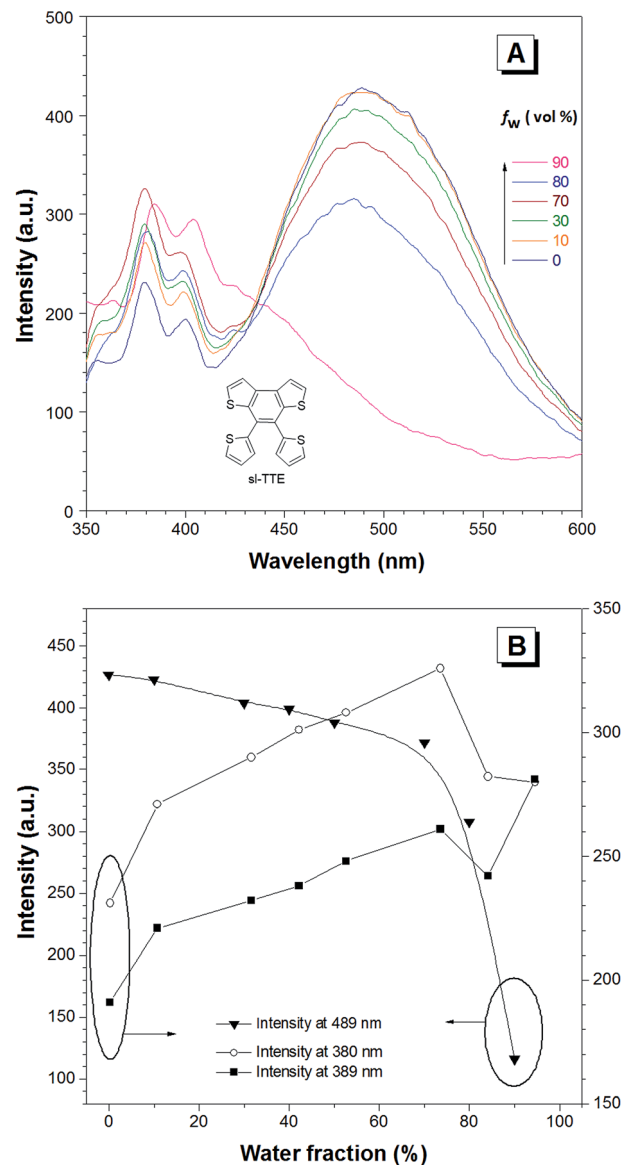 A
500
400
300
200
100
0
Intensity (a.u.)
fw ( vol %)
90
80
70
30
10
0
S
S
S
S
sl-TTE
350
400
450
500
550
600
Wavelength (nm)
B
450
400
350
300
250
200
150
100
Intensity (a.u.)
350
300
250
200
150
Intensity (a.u.)
Intensity at 489 nm
Intensity at 380 nm
Intensity at 389 nm
0
20
40
60
80
100
Water fraction (%)